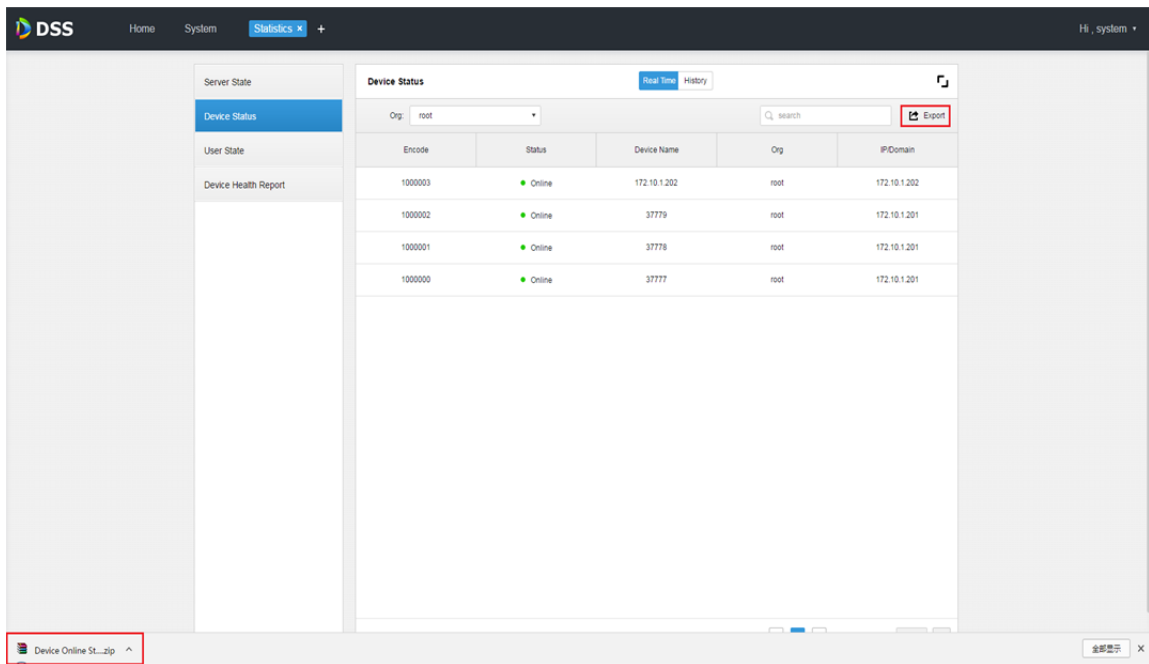 DSS Home System Statistics × + Hi , system
Server State
Device Status
User State
Device Health Report
Device Status Real Time History
Org: root search Export
Encode Status Device Name Org IP/Domain
1000003 Online 172.10.1.202 root 172.10.1.202
1000002 Online 37779 root 172.10.1.201
1000001 Online 37778 root 172.10.1.201
1000000 Online 37777 root 172.10.1.201
Device Online St....zip 全部显示 ×